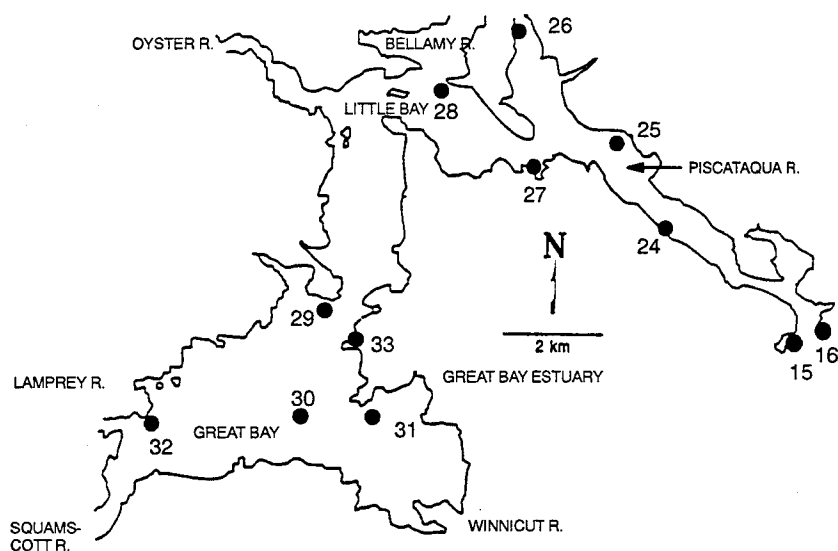 OYSTER R.
BELLAMY R.
26
LITTLE BAY
28
25
PISCATAQUA R.
27
24
N
2 km
29
33
16
15
LAMPREY R.
GREAT BAY ESTUARY
30
31
32
GREAT BAY
SQUAMS-
COTT R.
WINNICUT R.